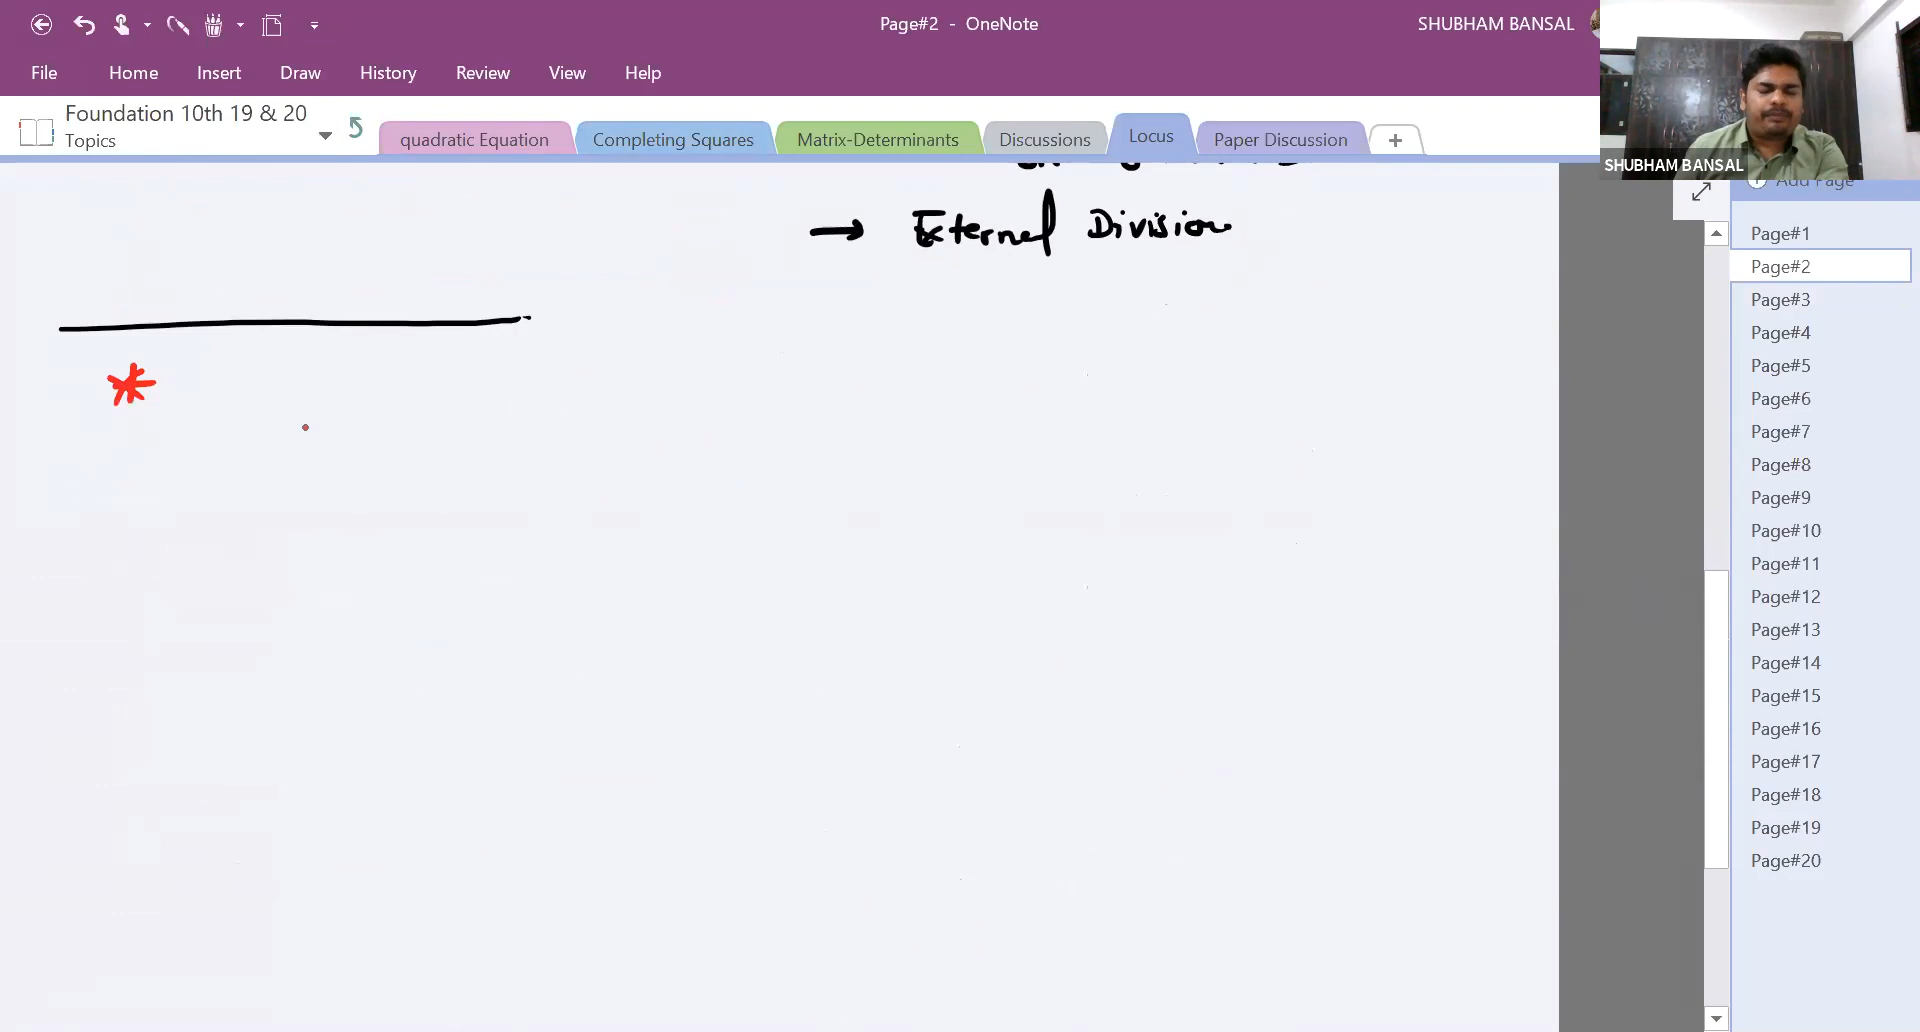 Page#2 - OneNote
SHUBHAM BANSAL
File Home Insert Draw History Review View Help
Foundation 10th 19 & 20
Topics
quadratic Equation
Completing Squares
Matrix-Determinants
Discussions
Locus
Paper Discussion
SHUBHAM BANSAL
Add Page
→ External Division
Page#1
Page#2
Page#3
Page#4
Page#5
Page#6
Page#7
Page#8
Page#9
Page#10
Page#11
Page#12
Page#13
Page#14
Page#15
Page#16
Page#17
Page#18
Page#19
Page#20